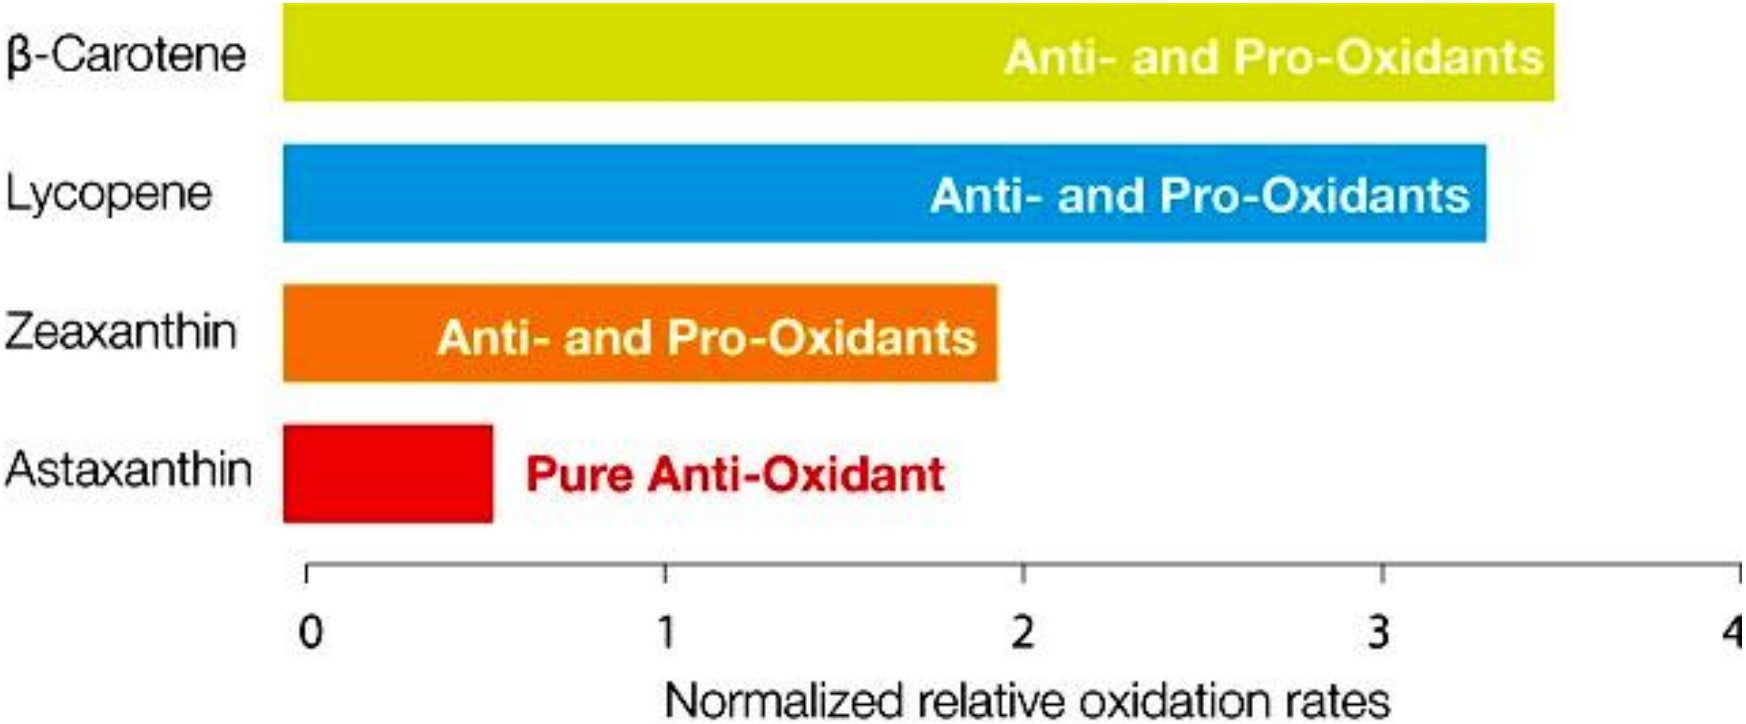 β-Carotene Anti- and Pro-Oxidants
Lycopene Anti- and Pro-Oxidants
Zeaxanthin Anti- and Pro-Oxidants
Astaxanthin Pure Anti-Oxidant
0 1 2 3 4
Normalized relative oxidation rates